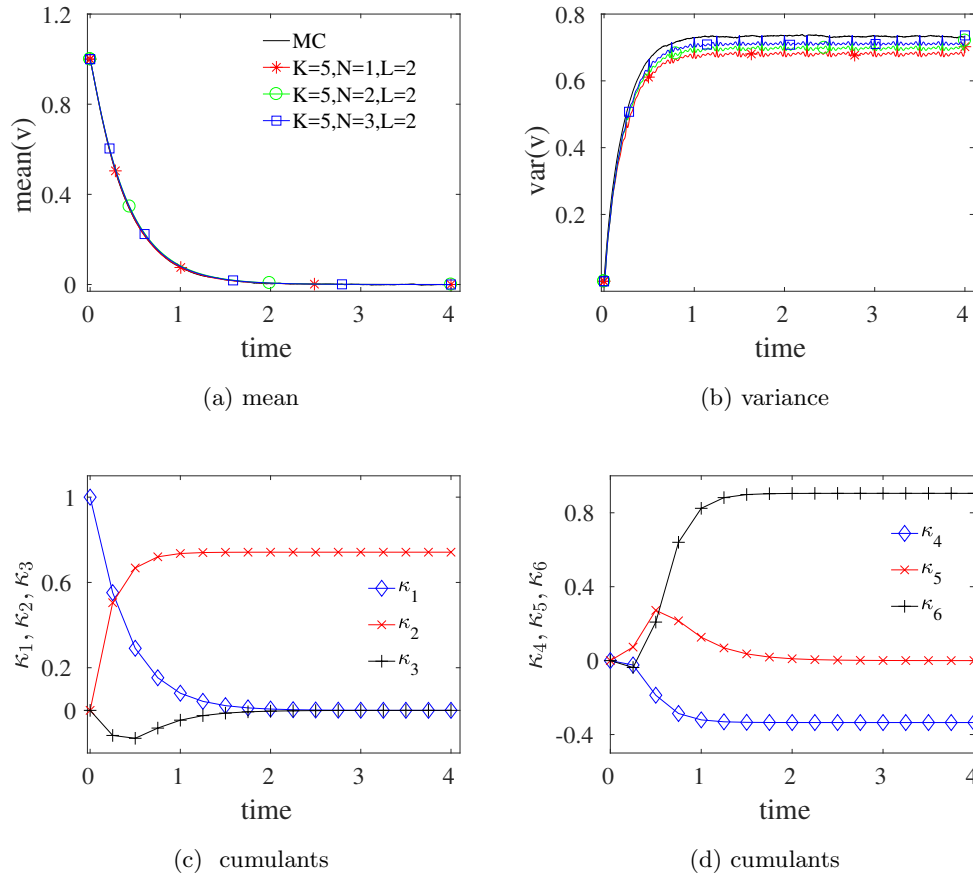 1.2
0.8
0.4
0
mean(v)
MC
K=5,N=1,L=2
K=5,N=2,L=2
K=5,N=3,L=2
0 1 2 3 4
time
(a) mean
0.8
0.6
0.4
0.2
var(v)
0 1 2 3 4
time
(b) variance
1
0.6
0.2
0
κ1, κ2, κ3
κ1
κ2
κ3
0 1 2 3 4
time
(c) cumulants
0.8
0.4
0
-0.4
κ4, κ5, κ6
κ4
κ5
κ6
0 1 2 3 4
time
(d) cumulants